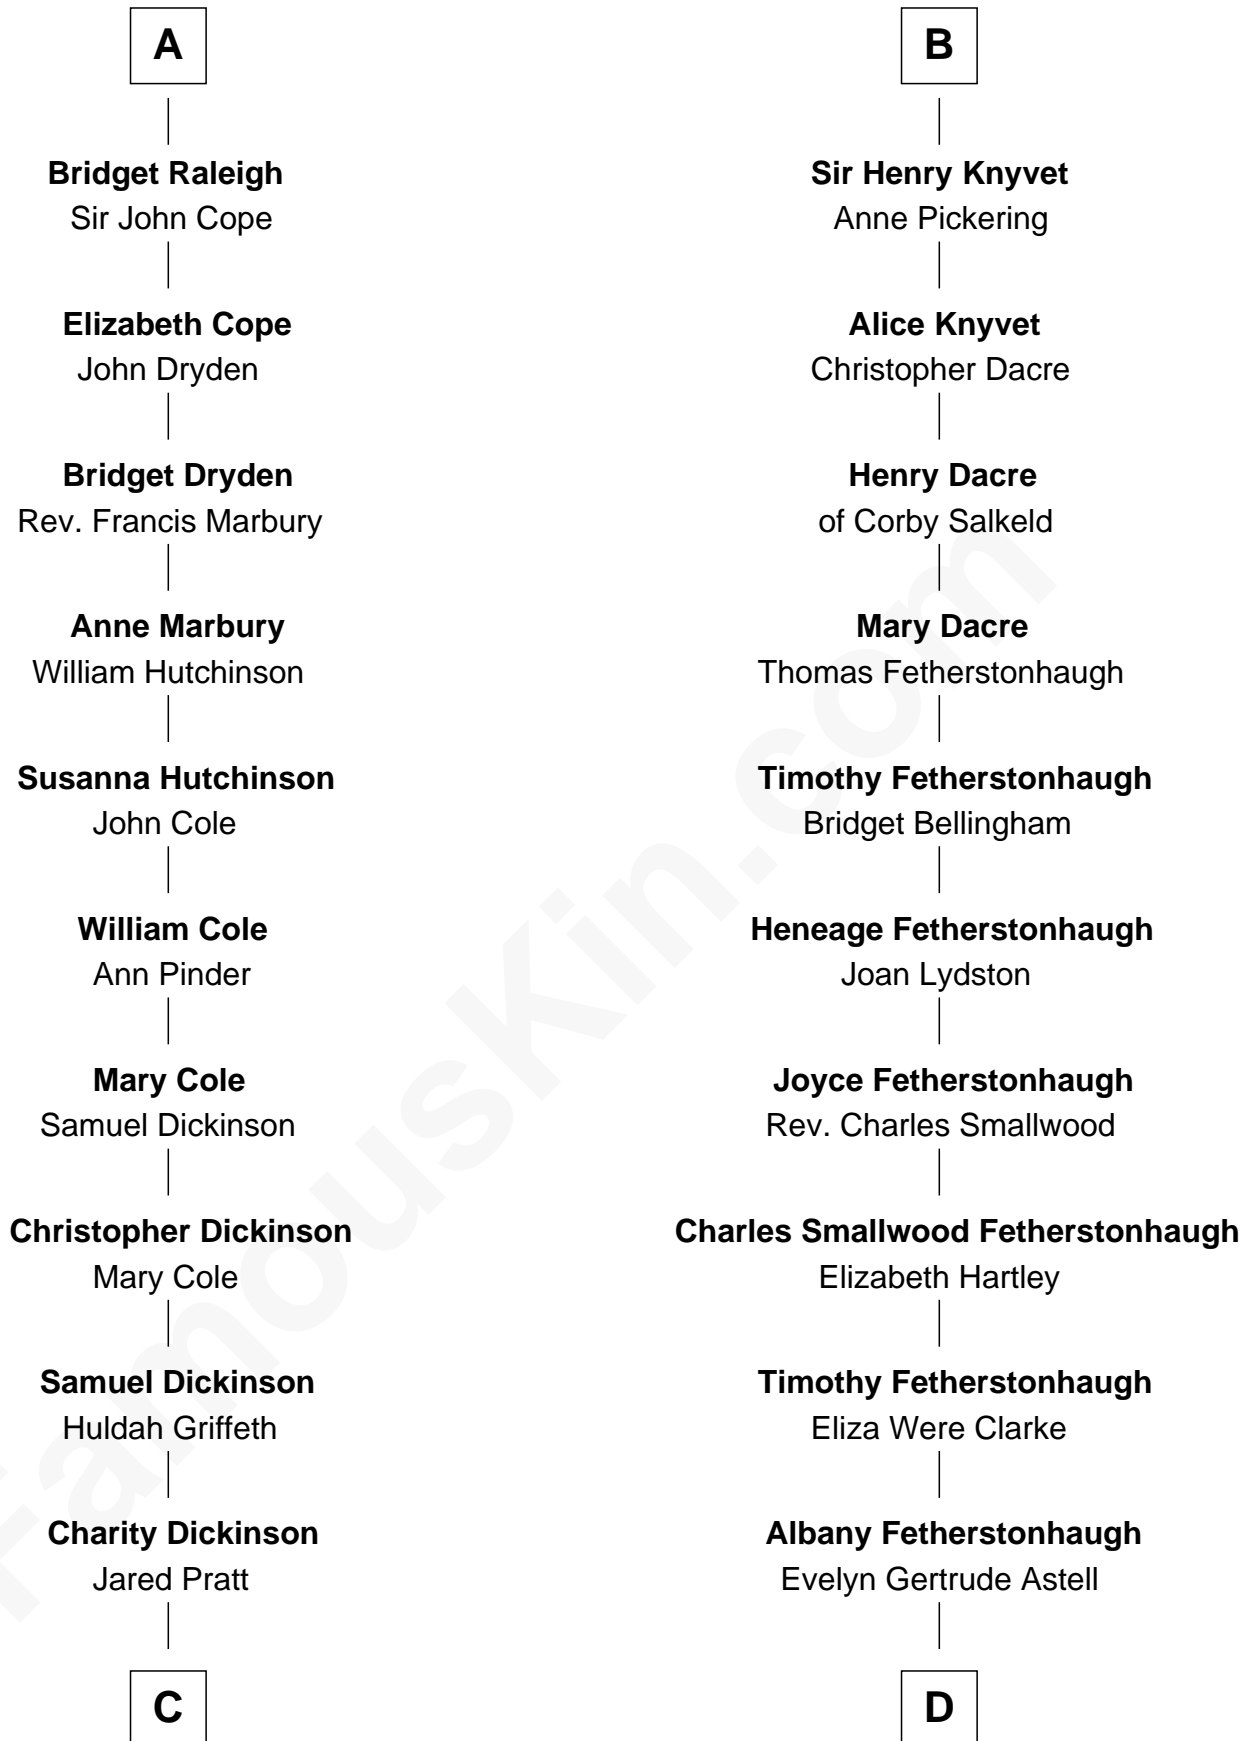 A
Bridget Raleigh
Sir John Cope
Elizabeth Cope
John Dryden
Bridget Dryden
Rev. Francis Marbury
Anne Marbury
William Hutchinson
Susanna Hutchinson
John Cole
William Cole
Ann Pinder
Mary Cole
Samuel Dickinson
Christopher Dickinson
Mary Cole
Samuel Dickinson
Huldah Griffeth
Charity Dickinson
Jared Pratt
C
B
Sir Henry Knyvet
Anne Pickering
Alice Knyvet
Christopher Dacre
Henry Dacre
of Corby Salkeld
Mary Dacre
Thomas Fetherstonhaugh
Timothy Fetherstonhaugh
Bridget Bellingham
Heneage Fetherstonhaugh
Joan Lydston
Joyce Fetherstonhaugh
Rev. Charles Smallwood
Charles Smallwood Fetherstonhaugh
Elizabeth Hartley
Timothy Fetherstonhaugh
Eliza Were Clarke
Albany Fetherstonhaugh
Evelyn Gertrude Astell
D
FamousKin.com